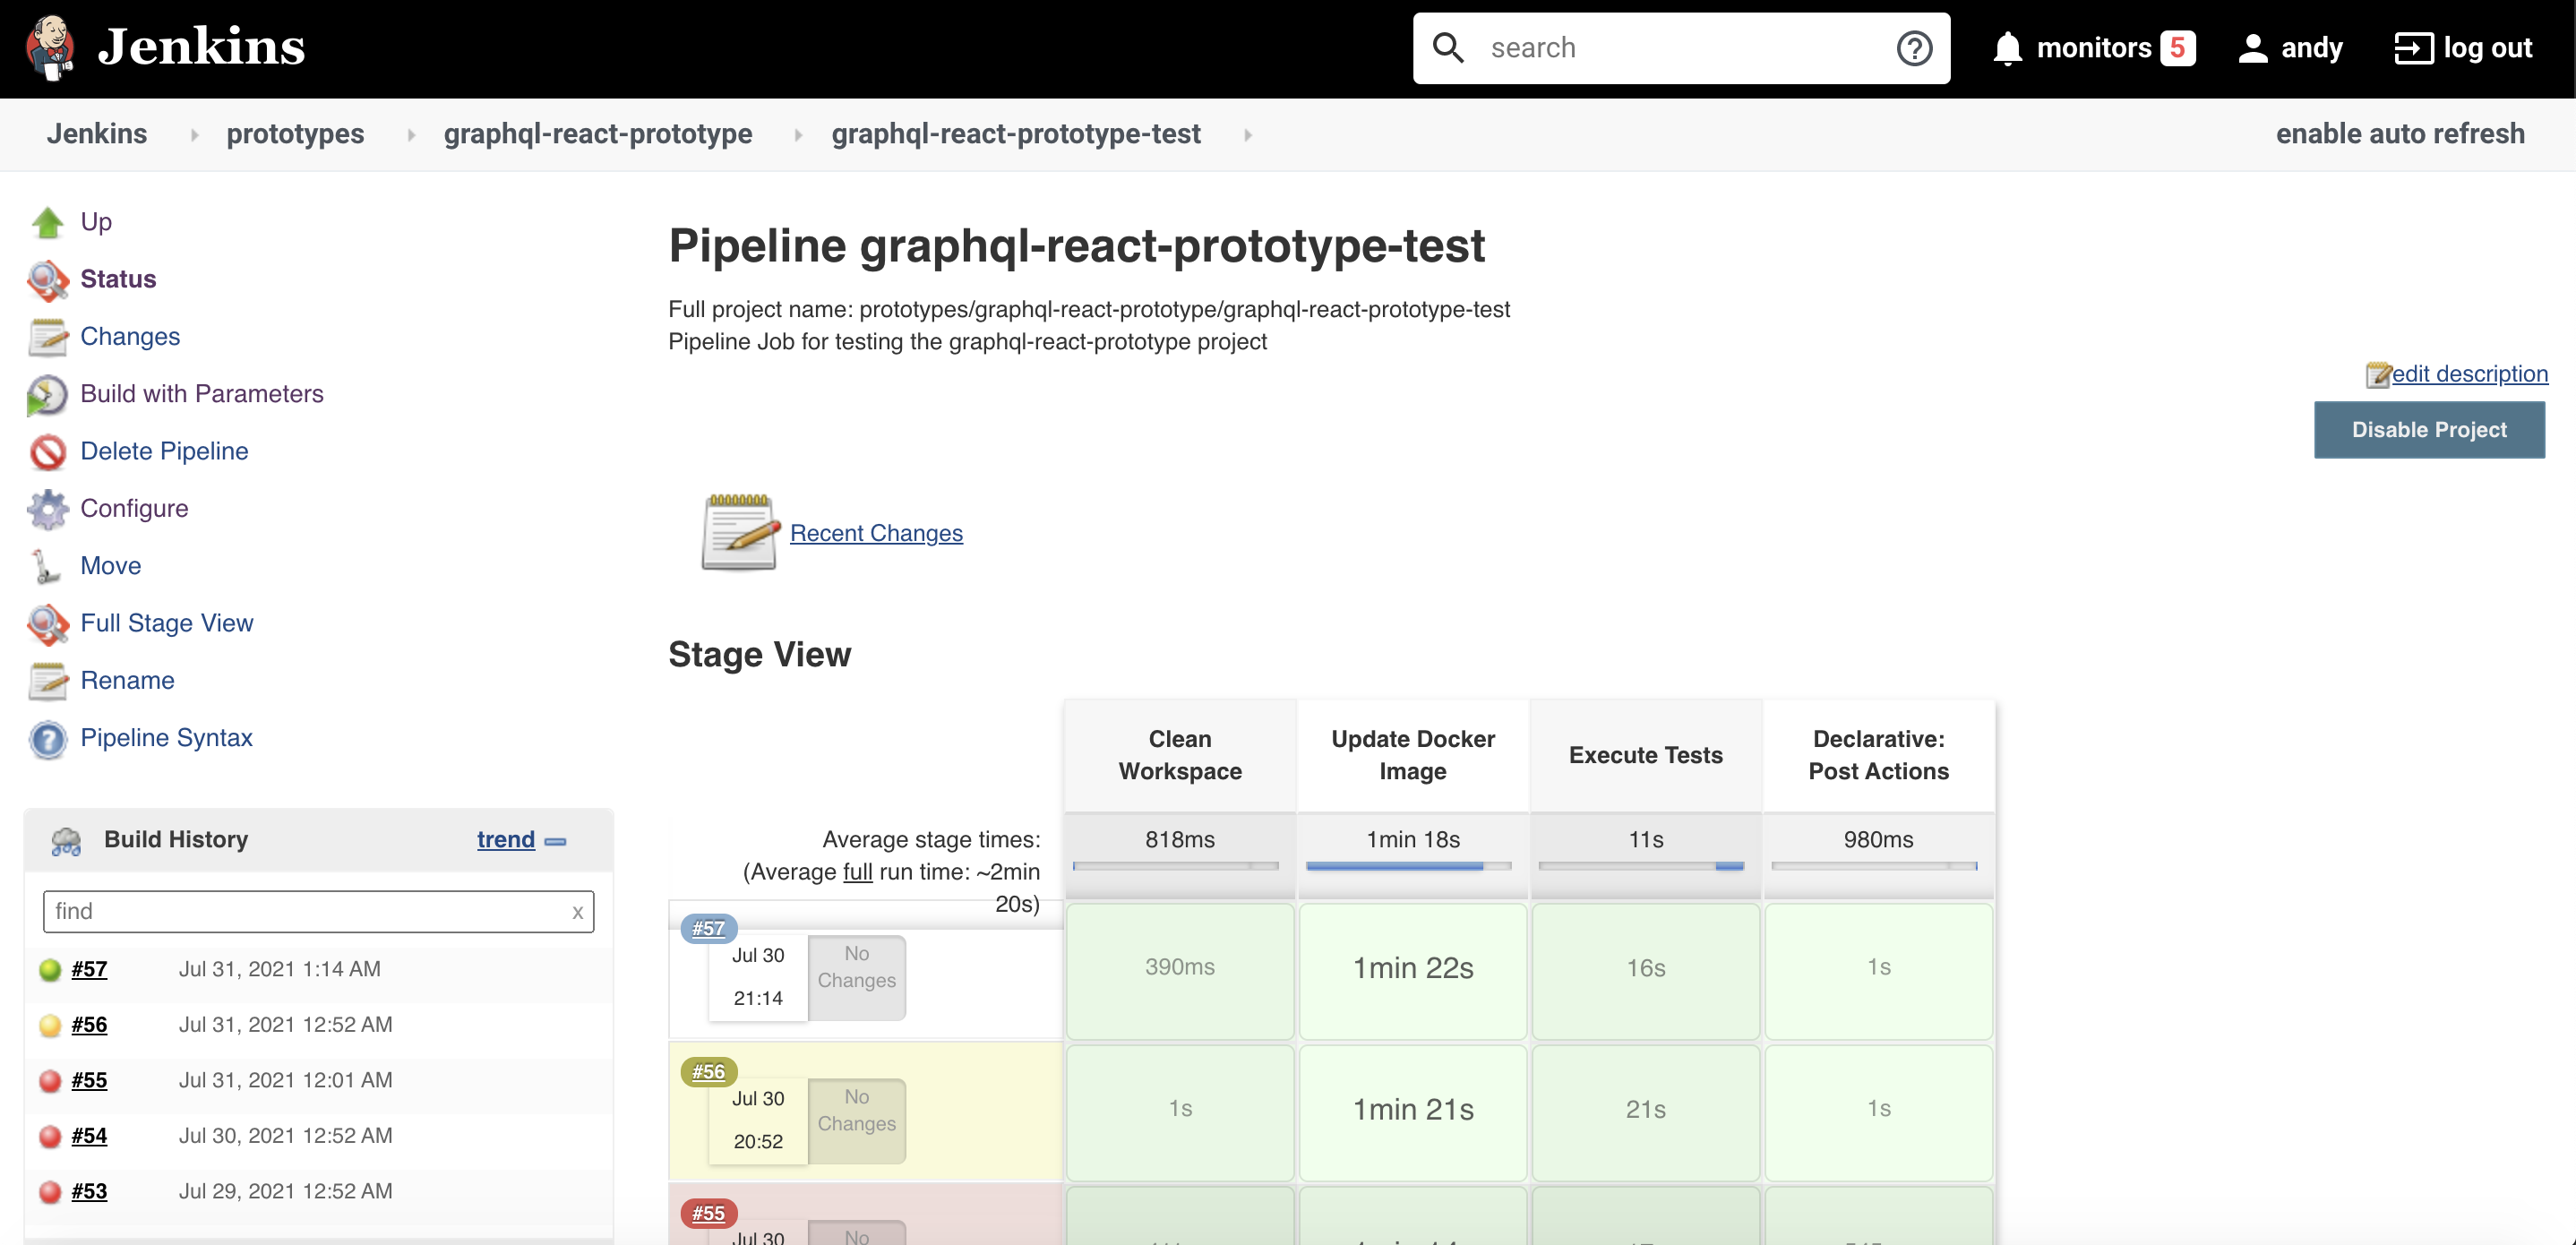 Jenkins
search
monitors 5
andy
log out
Jenkins
prototypes
graphql-react-prototype
graphql-react-prototype-test
enable auto refresh
Up
Status
Changes
Build with Parameters
Delete Pipeline
Configure
Move
Full Stage View
Rename
Pipeline Syntax
Build History
trend
find
x
#57 Jul 31, 2021 1:14 AM
#56 Jul 31, 2021 12:52 AM
#55 Jul 31, 2021 12:01 AM
#54 Jul 30, 2021 12:52 AM
#53 Jul 29, 2021 12:52 AM
Pipeline graphql-react-prototype-test
Full project name: prototypes/graphql-react-prototype/graphql-react-prototype-test
Pipeline Job for testing the graphql-react-prototype project
edit description
Disable Project
Recent Changes
Stage View
Clean
Workspace
Update Docker
Image
Execute Tests
Declarative:
Post Actions
Average stage times:
(Average full run time: ~2min
20s)
818ms
1min 18s
11s
980ms
#57
Jul 30
21:14
No
Changes
390ms
1min 22s
16s
1s
#56
Jul 30
20:52
No
Changes
1s
1min 21s
21s
1s
#55
Jul 30
No